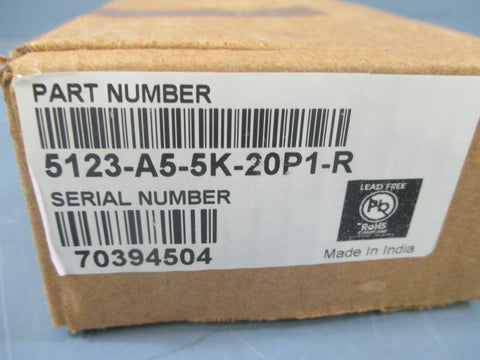 PART NUMBER
5123-A5-5K-20P1-R
SERIAL NUMBER
70394504
LEAD FREE
Pb
RoHS
Made In India